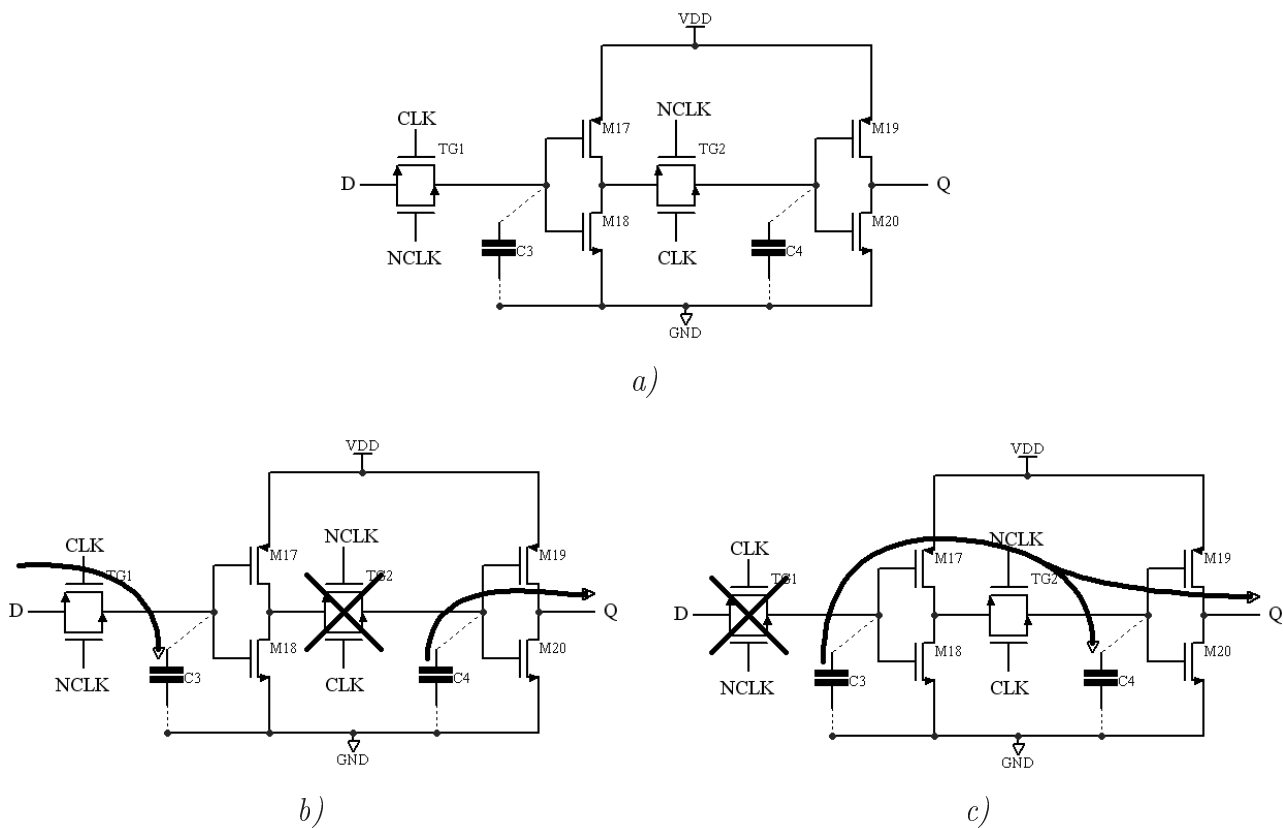 VDD
M17
NCLK
M19
CLK
TG1
TG2
D
Q
M18
M20
C3
C4
NCLK
CLK
GND
a)
VDD
M17
NCLK
M19
CLK
TG1
TG2
D
Q
M18
M20
C3
C4
NCLK
CLK
GND
b)
VDD
M17
NCLK
M19
CLK
TG1
TG2
D
Q
M18
M20
C3
C4
NCLK
CLK
GND
c)